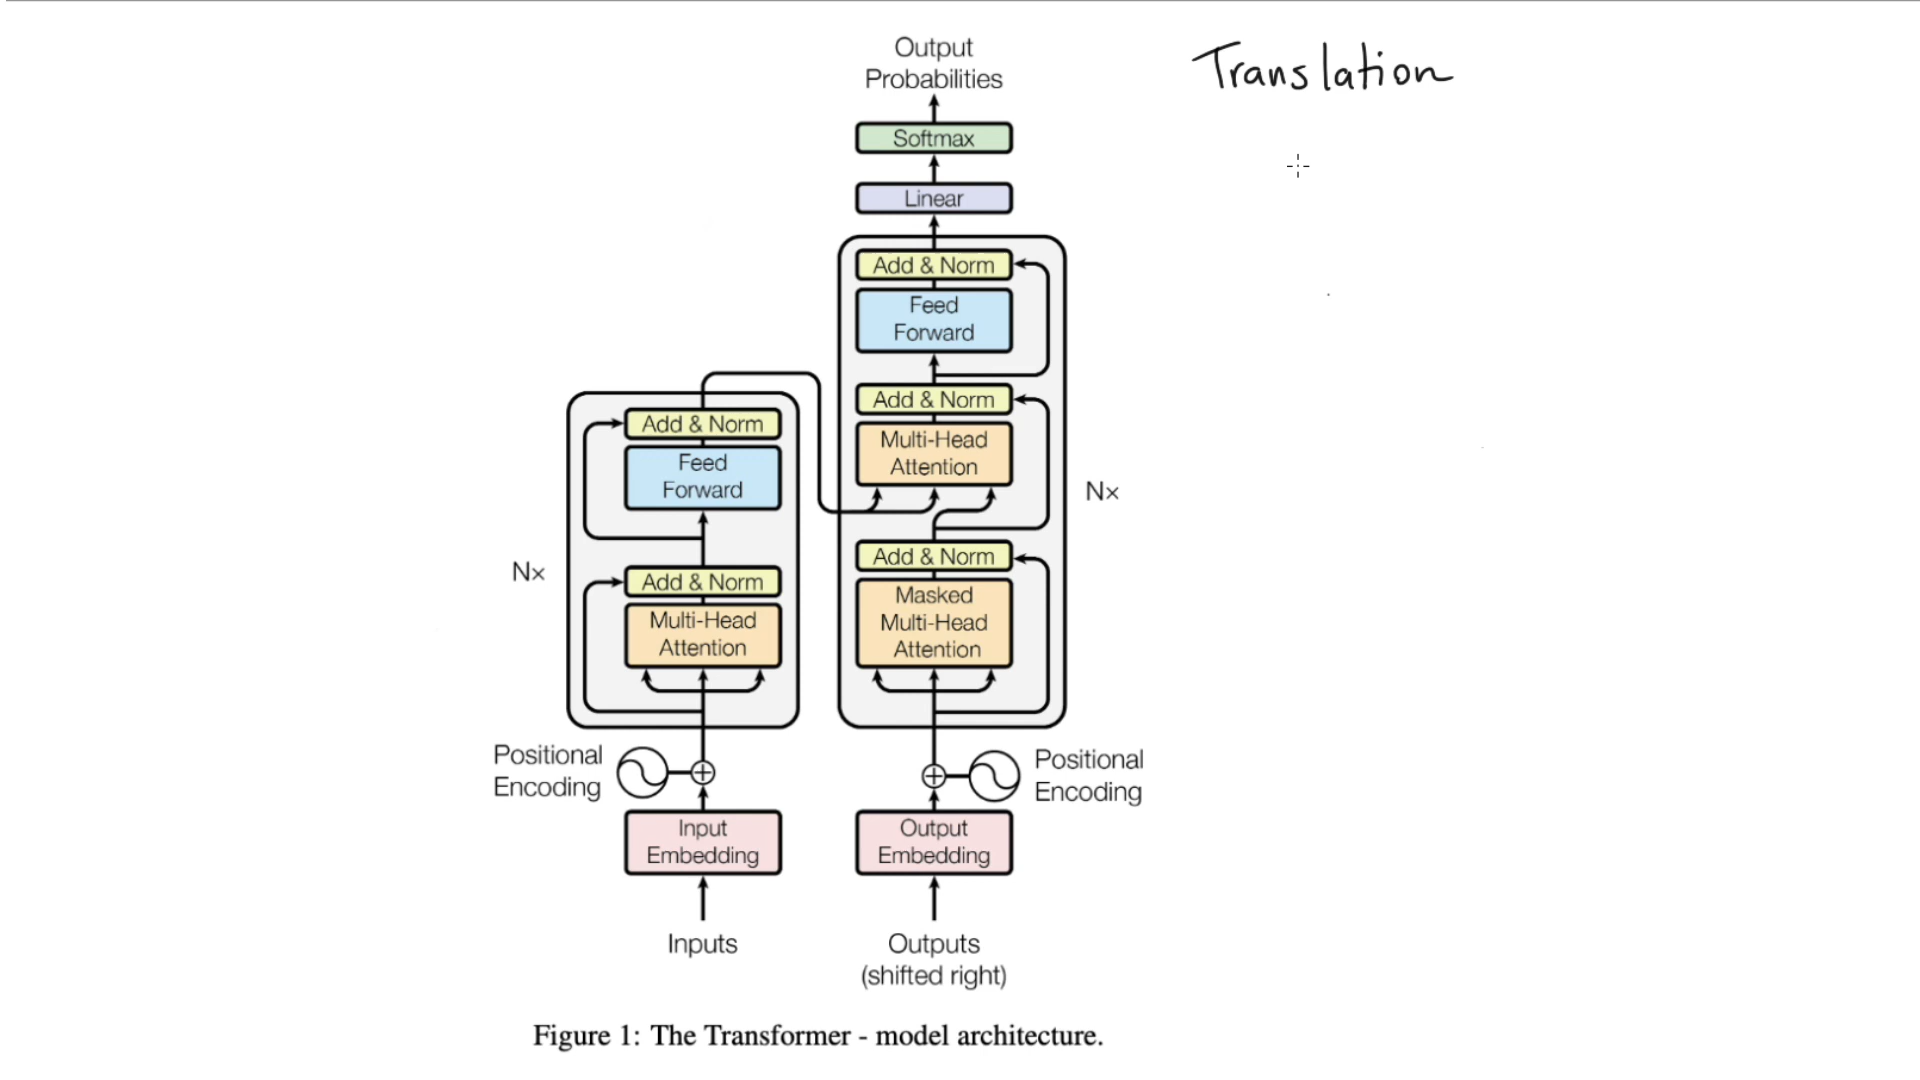 Output
Probabilities
Translation
Softmax
Linear
Add & Norm
Feed
Forward
Add & Norm
Multi-Head
Attention
Nx
Add & Norm
Masked
Multi-Head
Attention
Add & Norm
Feed
Forward
Nx
Add & Norm
Multi-Head
Attention
Positional
Encoding
Positional
Encoding
Input
Embedding
Output
Embedding
Inputs
Outputs
(shifted right)
Figure 1: The Transformer - model architecture.